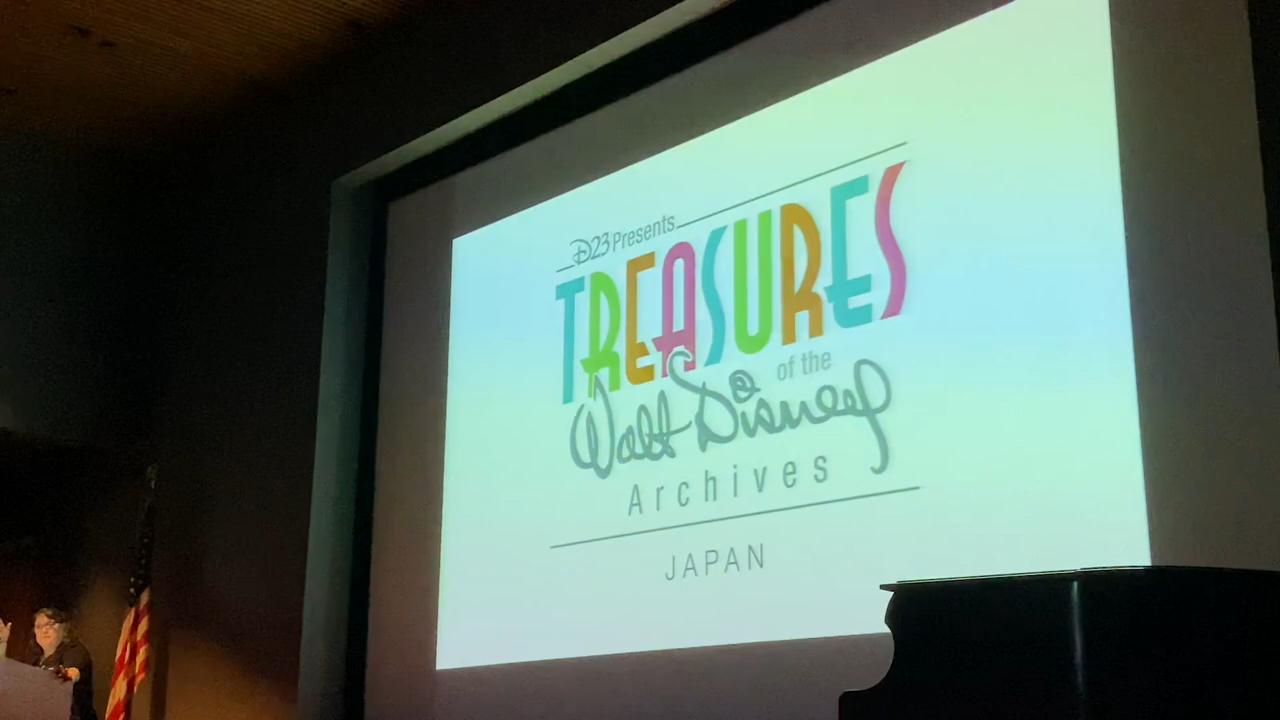 D23 Presents
TREASURES
of the
Walt Disney
Archives
JAPAN